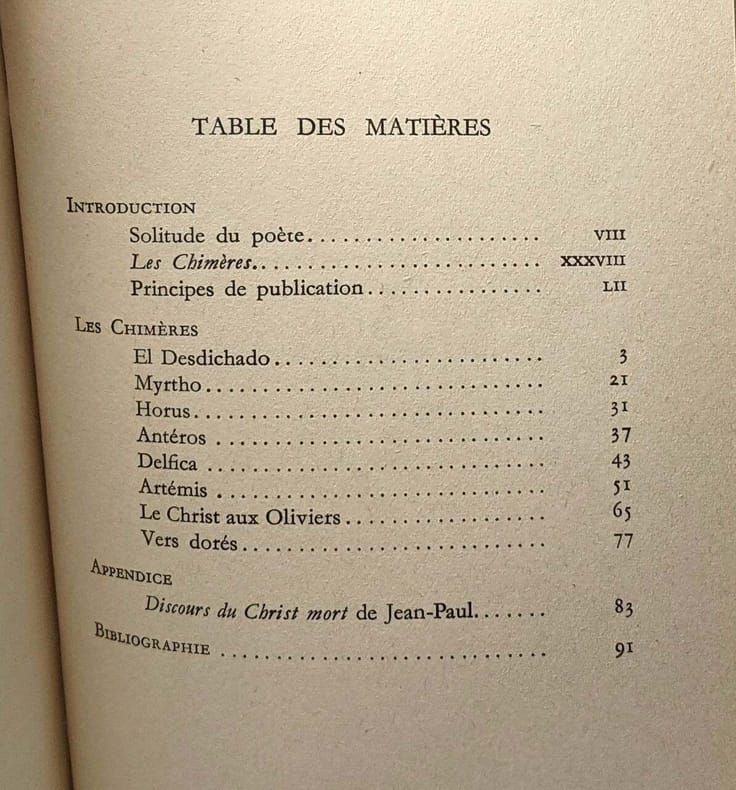 TABLE DES MATIÈRES
INTRODUCTION
Solitude du poète. . . . . . . . . . . . . . . . . . . . . VIII
Les Chimères. . . . . . . . . . . . . . . . . . . . . . . . XXXVIII
Principes de publication . . . . . . . . . . . . . . . . LII
LES CHIMÈRES
El Desdichado . . . . . . . . . . . . . . . . . . . . . . . 3
Myrtho . . . . . . . . . . . . . . . . . . . . . . . . . . . 21
Horus . . . . . . . . . . . . . . . . . . . . . . . . . . . . 31
Antéros . . . . . . . . . . . . . . . . . . . . . . . . . . 37
Delfica . . . . . . . . . . . . . . . . . . . . . . . . . . . 43
Artémis . . . . . . . . . . . . . . . . . . . . . . . . . . 51
Le Christ aux Oliviers . . . . . . . . . . . . . . . . . 65
Vers dorés . . . . . . . . . . . . . . . . . . . . . . . . 77
APPENDICE
Discours du Christ mort de Jean-Paul. . . . . . . 83
BIBLIOGRAPHIE . . . . . . . . . . . . . . . . . . . . . . . . 91